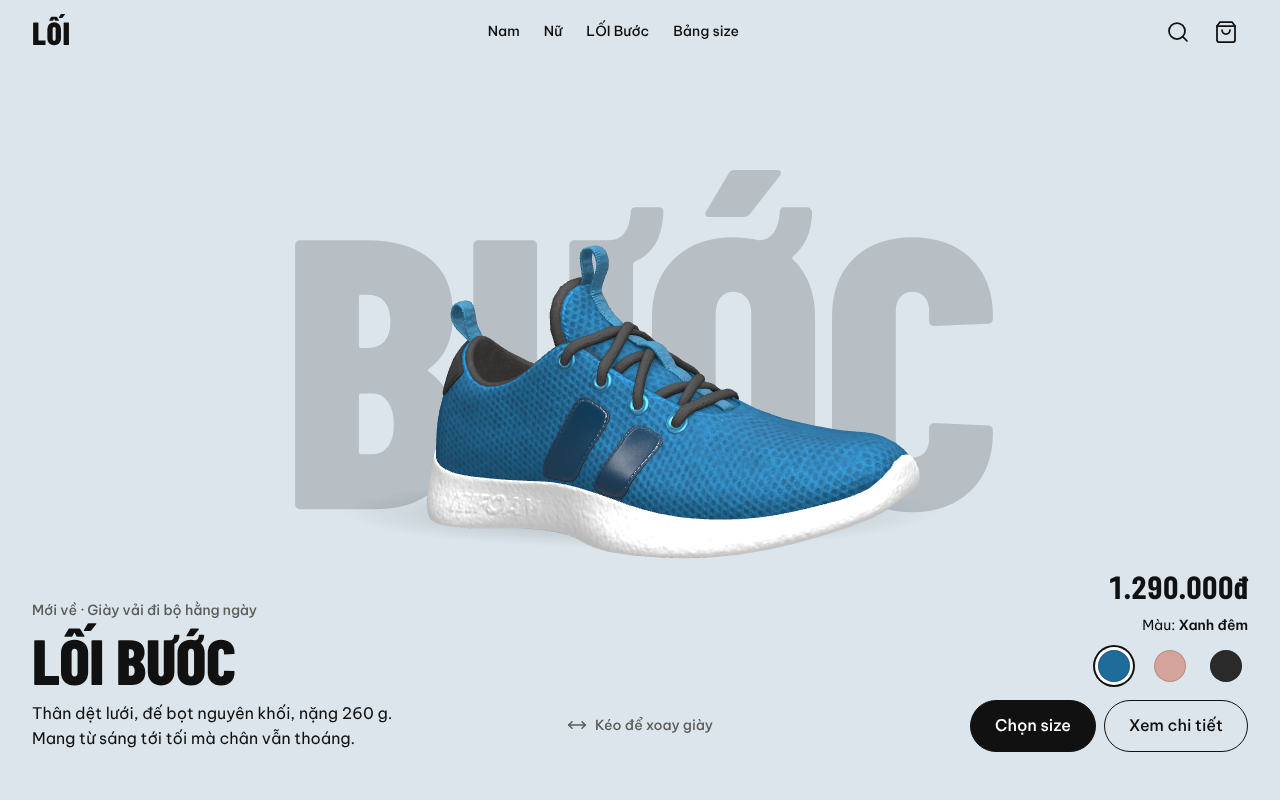 LỐI
Nam Nữ LỐI Bước Bảng size
BƯỚC
Mới về · Giày vải đi bộ hằng ngày
LỐI BƯỚC
Thân dệt lưới, đế bọt nguyên khối, nặng 260 g.
Mang từ sáng tới tối mà chân vẫn thoáng.
Kéo để xoay giày
1.290.000đ
Màu: Xanh đêm
Chọn size
Xem chi tiết